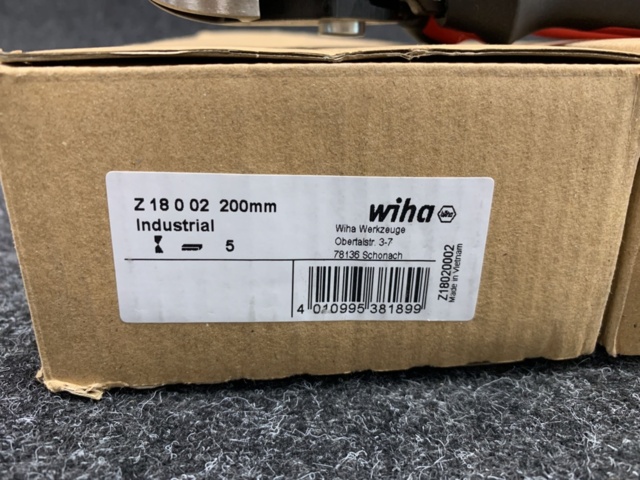 Z 18 0 02 200mm
Industrial
5
wiha
wiha
Wiha Werkzeuge
Obertalstr. 3-7
78136 Schonach
4 010995 381899
Z18020002
Made in Vietnam